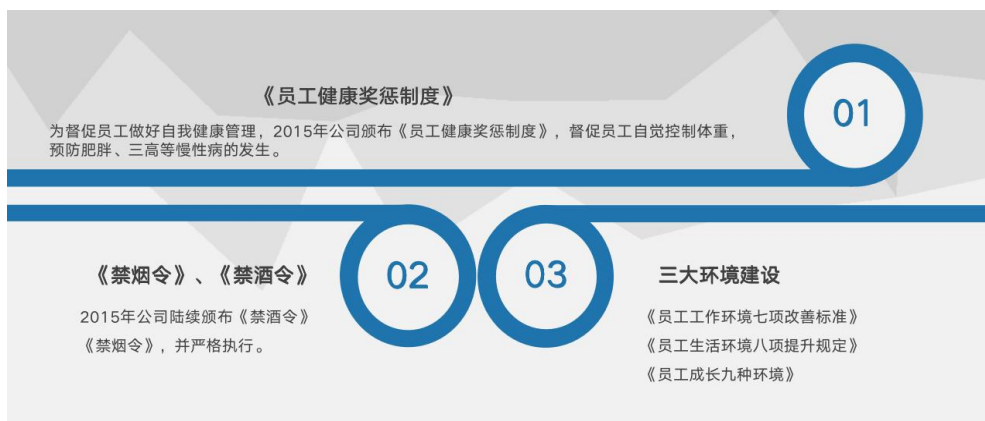 《员工健康奖惩制度》
01
为督促员工做好自我健康管理，2015年公司颁布《员工健康奖惩制度》，督促员工自觉控制体重，
预防肥胖、三高等慢性病的发生。
《禁烟令》、《禁酒令》
02
2015年公司陆续颁布《禁酒令》
《禁烟令》，并严格执行。
03
三大环境建设
《员工工作环境七项改善标准》
《员工生活环境八项提升规定》
《员工成长九种环境》